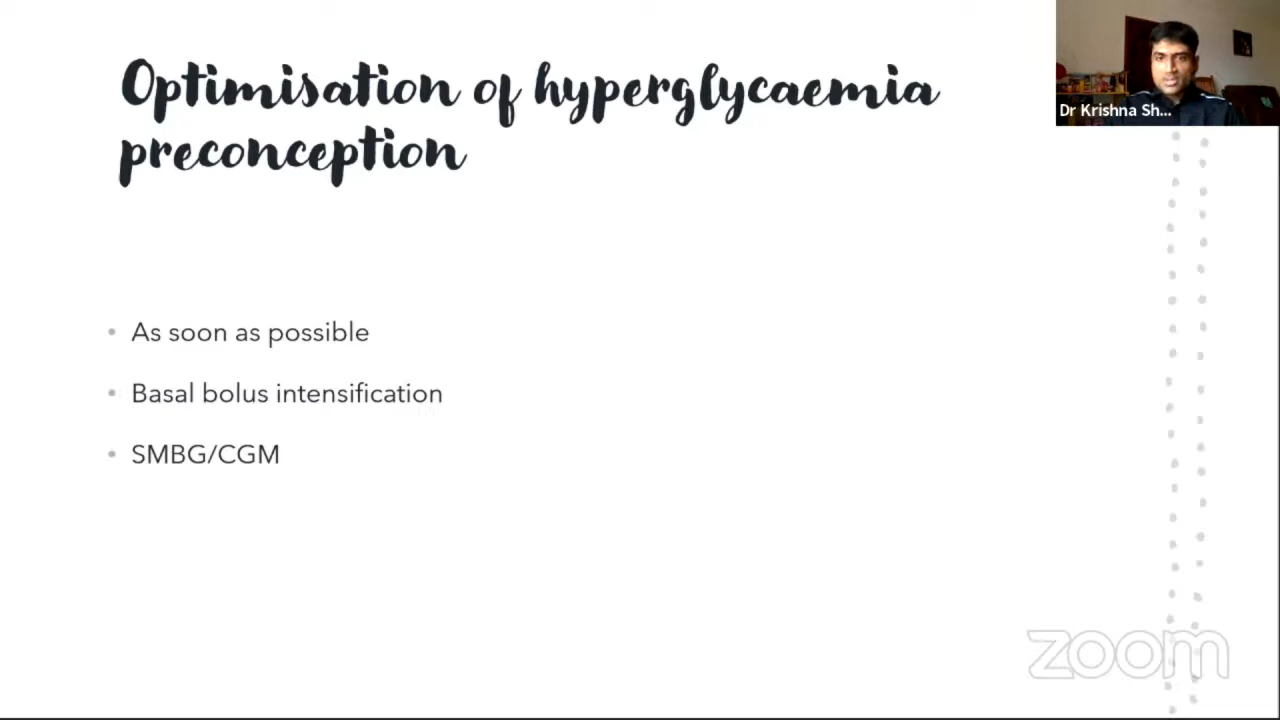 Optimisation of hyperglycaemia
preconception
Dr Krishna Sh...
As soon as possible
Basal bolus intensification
SMBG/CGM
zoom